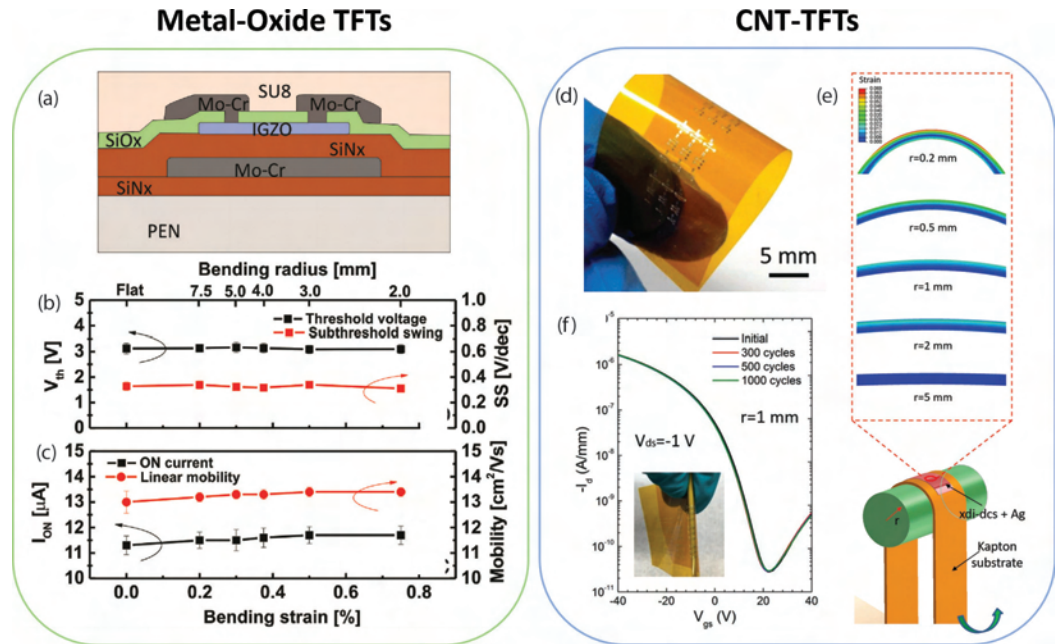 Metal-Oxide TFTs
CNT-TFTs
(a)
SU8
Mo-Cr
Mo-Cr
IGZO
SiOx
SiNx
Mo-Cr
SiNx
PEN
Bending radius [mm]
Flat 7.5 5.0 4.0 3.0 2.0
(b)
Threshold voltage
Subthreshold swing
Vth [V]
5
4
3
2
1
0
SS [V/dec]
1.0
0.8
0.6
0.4
0.2
0.0
(c)
ON current
Linear mobility
ION [µA]
15
14
13
12
11
10
Mobility [cm²/Vs]
15
14
13
12
11
10
0.0 0.2 0.4 0.6 0.8
Bending strain [%]
(d)
5 mm
(e)
Strain
r=0.2 mm
r=0.5 mm
r=1 mm
r=2 mm
r=5 mm
r
xdi-dcs + Ag
Kapton
substrate
(f)
Initial
300 cycles
500 cycles
1000 cycles
r=1 mm
Vds=-1 V
-Id (A/mm)
10⁻⁵
10⁻⁶
10⁻⁷
10⁻⁸
10⁻⁹
10⁻¹⁰
10⁻¹¹
-40 -20 0 20 40
Vgs (V)